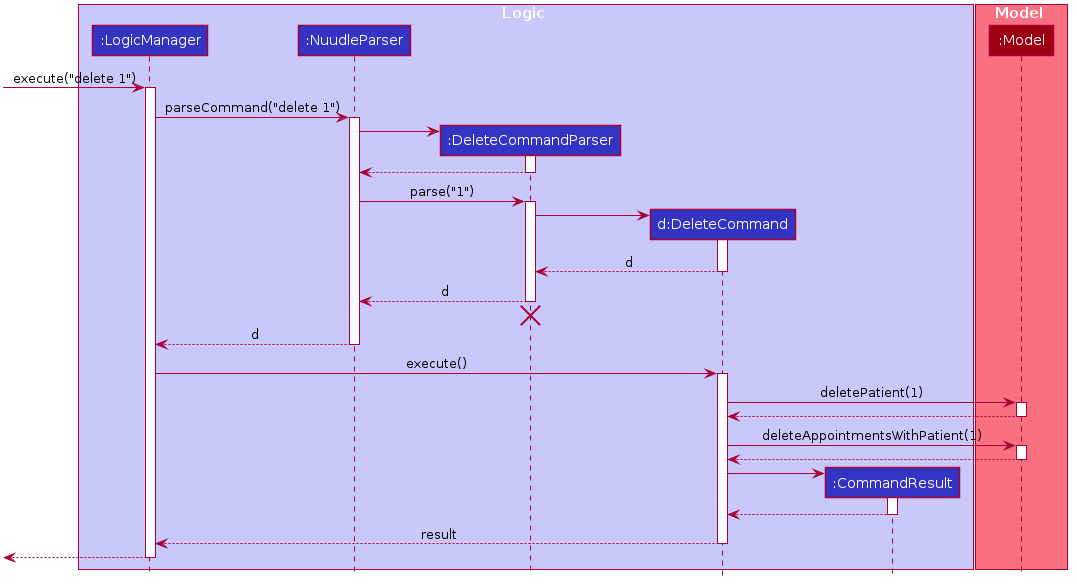 Logic
Model
:LogicManager
:NuudleParser
:Model
execute("delete 1")
parseCommand("delete 1")
:DeleteCommandParser
parse("1")
d:DeleteCommand
d
d
d
execute()
deletePatient(1)
deleteAppointmentsWithPatient(1)
:CommandResult
result